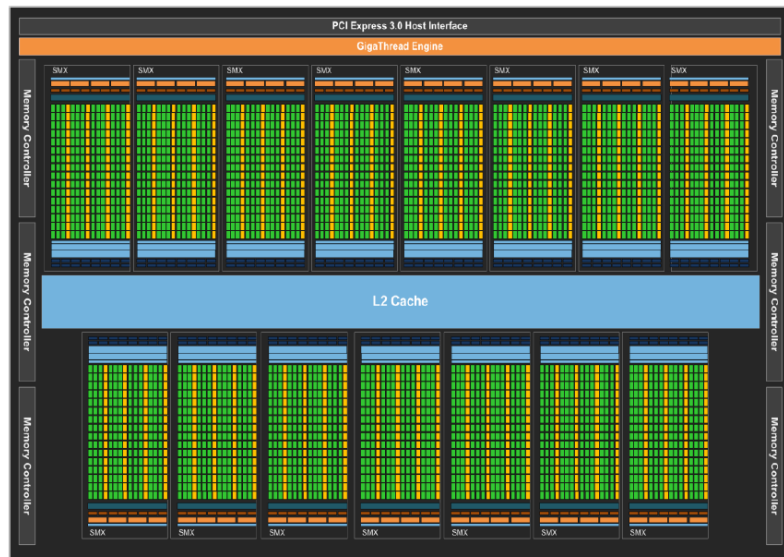 PCI Express 3.0 Host Interface
GigaThread Engine
SMX
SMX
SMX
SMX
SMX
SMX
SMX
SMX
Memory Controller
Memory Controller
Memory Controller
Memory Controller
L2 Cache
Memory Controller
Memory Controller
SMX
SMX
SMX
SMX
SMX
SMX
SMX